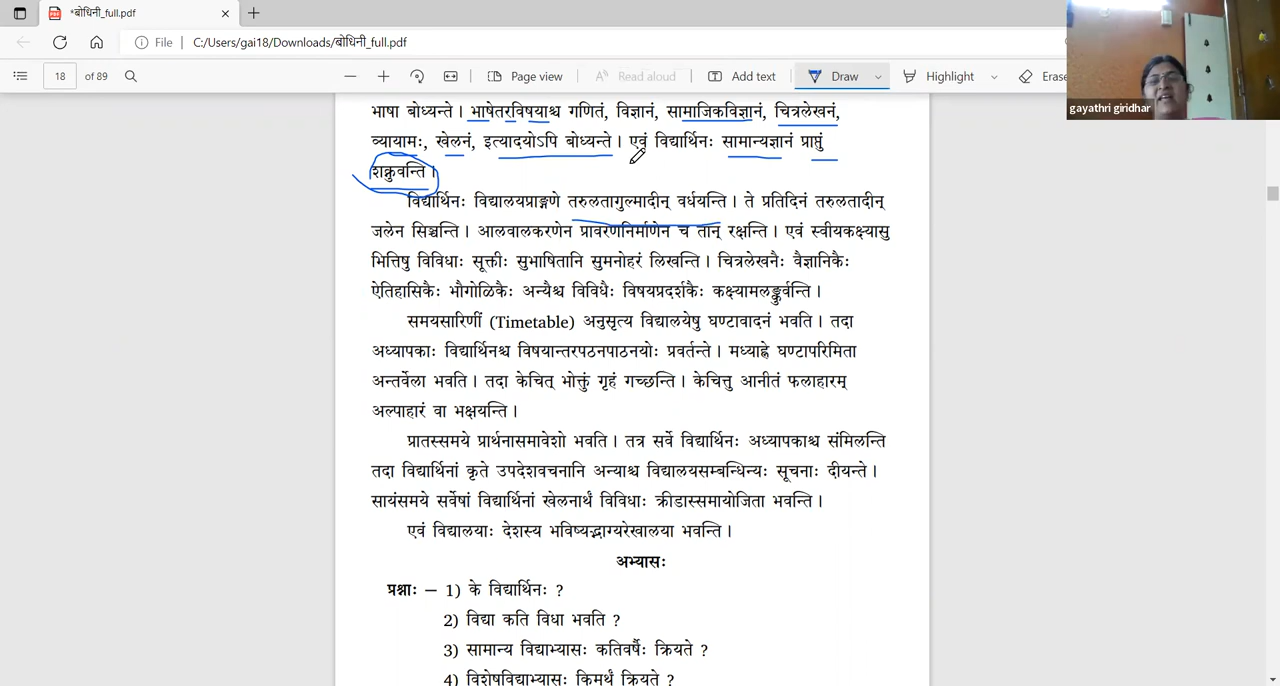 *बोधिनी_full.pdf
File C:/Users/gai18/Downloads/बोधिनी_full.pdf
18 of 89 Page view Read aloud Add text Draw Highlight Erase
gayathri giridhar
भाषा बोध्यन्ते । भाषेतरविषयाश्च गणितं, विज्ञानं, सामाजिकविज्ञानं, चित्रलेखनं,
व्यायामः, खेलनं, इत्यादयोऽपि बोध्यन्ते । एवं विद्यार्थिनः सामान्यज्ञानं प्राप्तुं
शक्नुवन्ति ।
विद्यार्थिनः विद्यालयप्राङ्गणे तरुलतागुल्मादीन् वर्धयन्ति । ते प्रतिदिनं तरुलतादीन्
जलेन सिञ्चन्ति । आलवालकरणेन प्रावरणनिर्माणेन च तान् रक्षन्ति । एवं स्वीयकक्ष्यासु
भित्तिषु विविधाः सूक्तीः सुभाषितानि सुमनोहरं लिखन्ति । चित्रलेखनैः वैज्ञानिकैः
ऐतिहासिकैः भौगोळिकैः अन्यैश्च विविधैः विषयप्रदर्शकैः कक्ष्यामलङ्कुर्वन्ति ।
समयसारिणीं (Timetable) अनुसृत्य विद्यालयेषु घण्टावादनं भवति । तदा
अध्यापकाः विद्यार्थिनश्च विषयान्तरपठनपाठनयोः प्रवर्तन्ते । मध्याह्ने घण्टापरिमिता
अन्तर्वेला भवति । तदा केचित् भोक्तुं गृहं गच्छन्ति । केचित्तु आनीतं फलाहारम्
अल्पाहारं वा भक्षयन्ति ।
प्रातस्समये प्रार्थनासमावेशो भवति । तत्र सर्वे विद्यार्थिनः अध्यापकाश्च संमिलन्ति
तदा विद्यार्थिनां कृते उपदेशवचनानि अन्याश्च विद्यालयसम्बन्धिन्यः सूचनाः दीयन्ते ।
सायंसमये सर्वेषां विद्यार्थिनां खेलनार्थं विविधाः क्रीडास्समायोजिता भवन्ति ।
एवं विद्यालयाः देशस्य भविष्यद्भाग्यरेखालया भवन्ति ।
अभ्यासः
प्रश्नाः – 1) के विद्यार्थिनः ?
2) विद्या कति विधा भवति ?
3) सामान्य विद्याभ्यासः कतिवर्षैः क्रियते ?
4) विशेषविद्याभ्यासः किमर्थं क्रियते ?